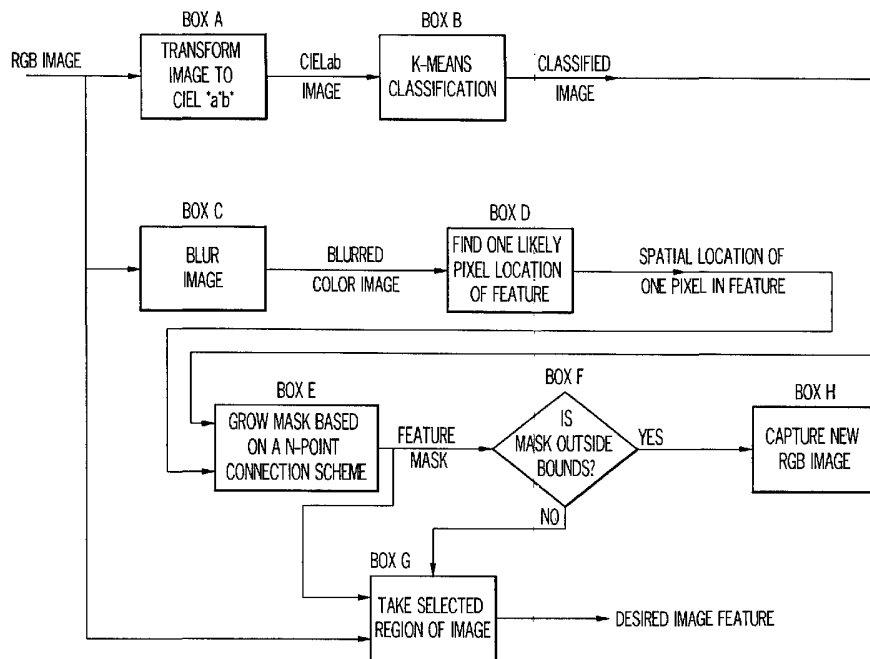 BOX A
BOX B
RGB IMAGE
TRANSFORM
IMAGE TO
CIEL *a*b*
CIELab
IMAGE
K-MEANS
CLASSIFICATION
CLASSIFIED
IMAGE
BOX C
BOX D
BLUR
IMAGE
BLURRED
COLOR IMAGE
FIND ONE LIKELY
PIXEL LOCATION
OF FEATURE
SPATIAL LOCATION OF
ONE PIXEL IN FEATURE
BOX E
BOX F
BOX H
GROW MASK BASED
ON A N-POINT
CONNECTION SCHEME
FEATURE
MASK
IS
MASK OUTSIDE
BOUNDS?
YES
CAPTURE NEW
RGB IMAGE
NO
BOX G
TAKE SELECTED
REGION OF IMAGE
DESIRED IMAGE FEATURE